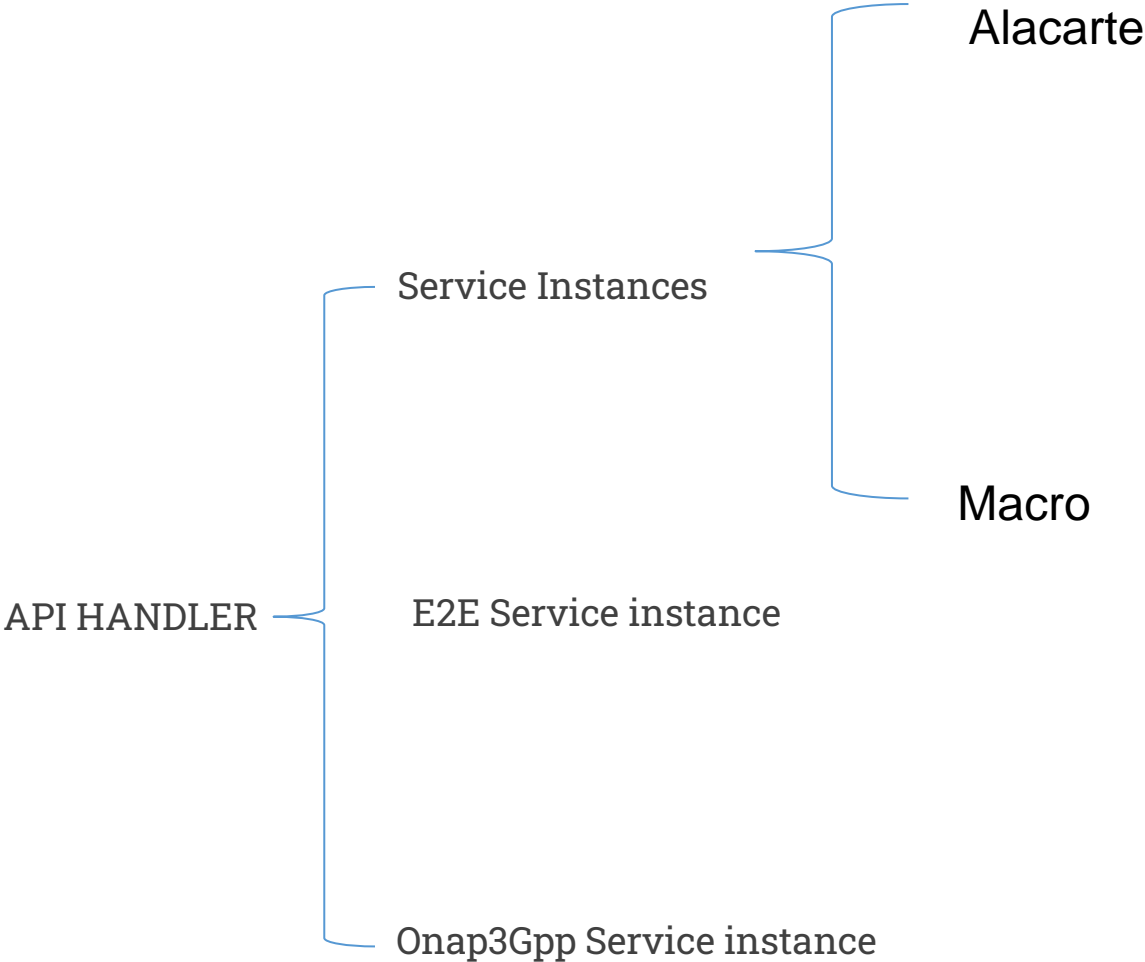 Alacarte
Service Instances
Macro
API HANDLER
E2E Service instance
Onap3Gpp Service instance